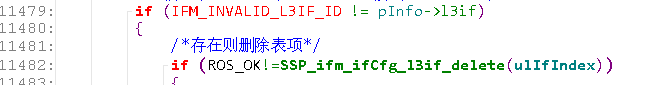 11479: if (IFM_INVALID_L3IF_ID != pInfo->l3if)
11480: {
11481: /*存在则删除表项*/
11482: if (ROS_OK!=SSP_ifm_ifCfg_l3if_delete(ulIfIndex))
11483: {